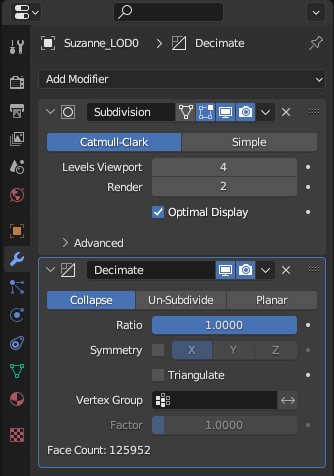 Suzanne_LOD0 > Decimate
Add Modifier
Subdivision
Catmull-Clark Simple
Levels Viewport 4
Render 2
Optimal Display
Advanced
Decimate
Collapse Un-Subdivide Planar
Ratio 1.0000
Symmetry X Y Z
Triangulate
Vertex Group
Factor 1.0000
Face Count: 125952